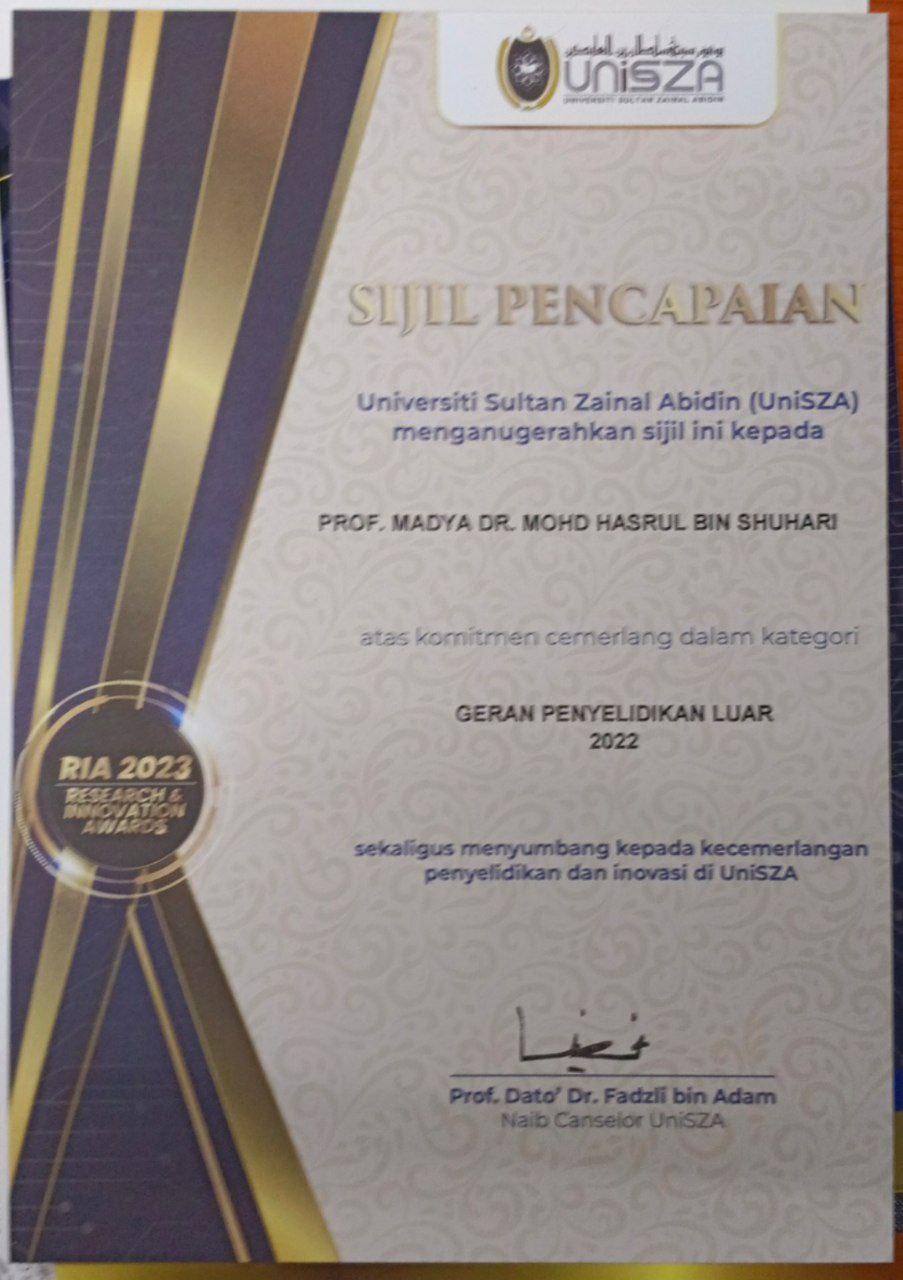 UNiSZA
UNIVERSITI SULTAN ZAINAL ABIDIN
SIJIL PENCAPAIAN
Universiti Sultan Zainal Abidin (UniSZA)
menganugerahkan sijil ini kepada
PROF. MADYA DR. MOHD HASRUL BIN SHUHARI
atas komitmen cemerlang dalam kategori
GERAN PENYELIDIKAN LUAR
2022
RIA 2023
RESEARCH &
INNOVATION
AWARDS
sekaligus menyumbang kepada kecemerlangan
penyelidikan dan inovasi di UniSZA
Prof. Dato' Dr. Fadzli bin Adam
Naib Canselor UniSZA